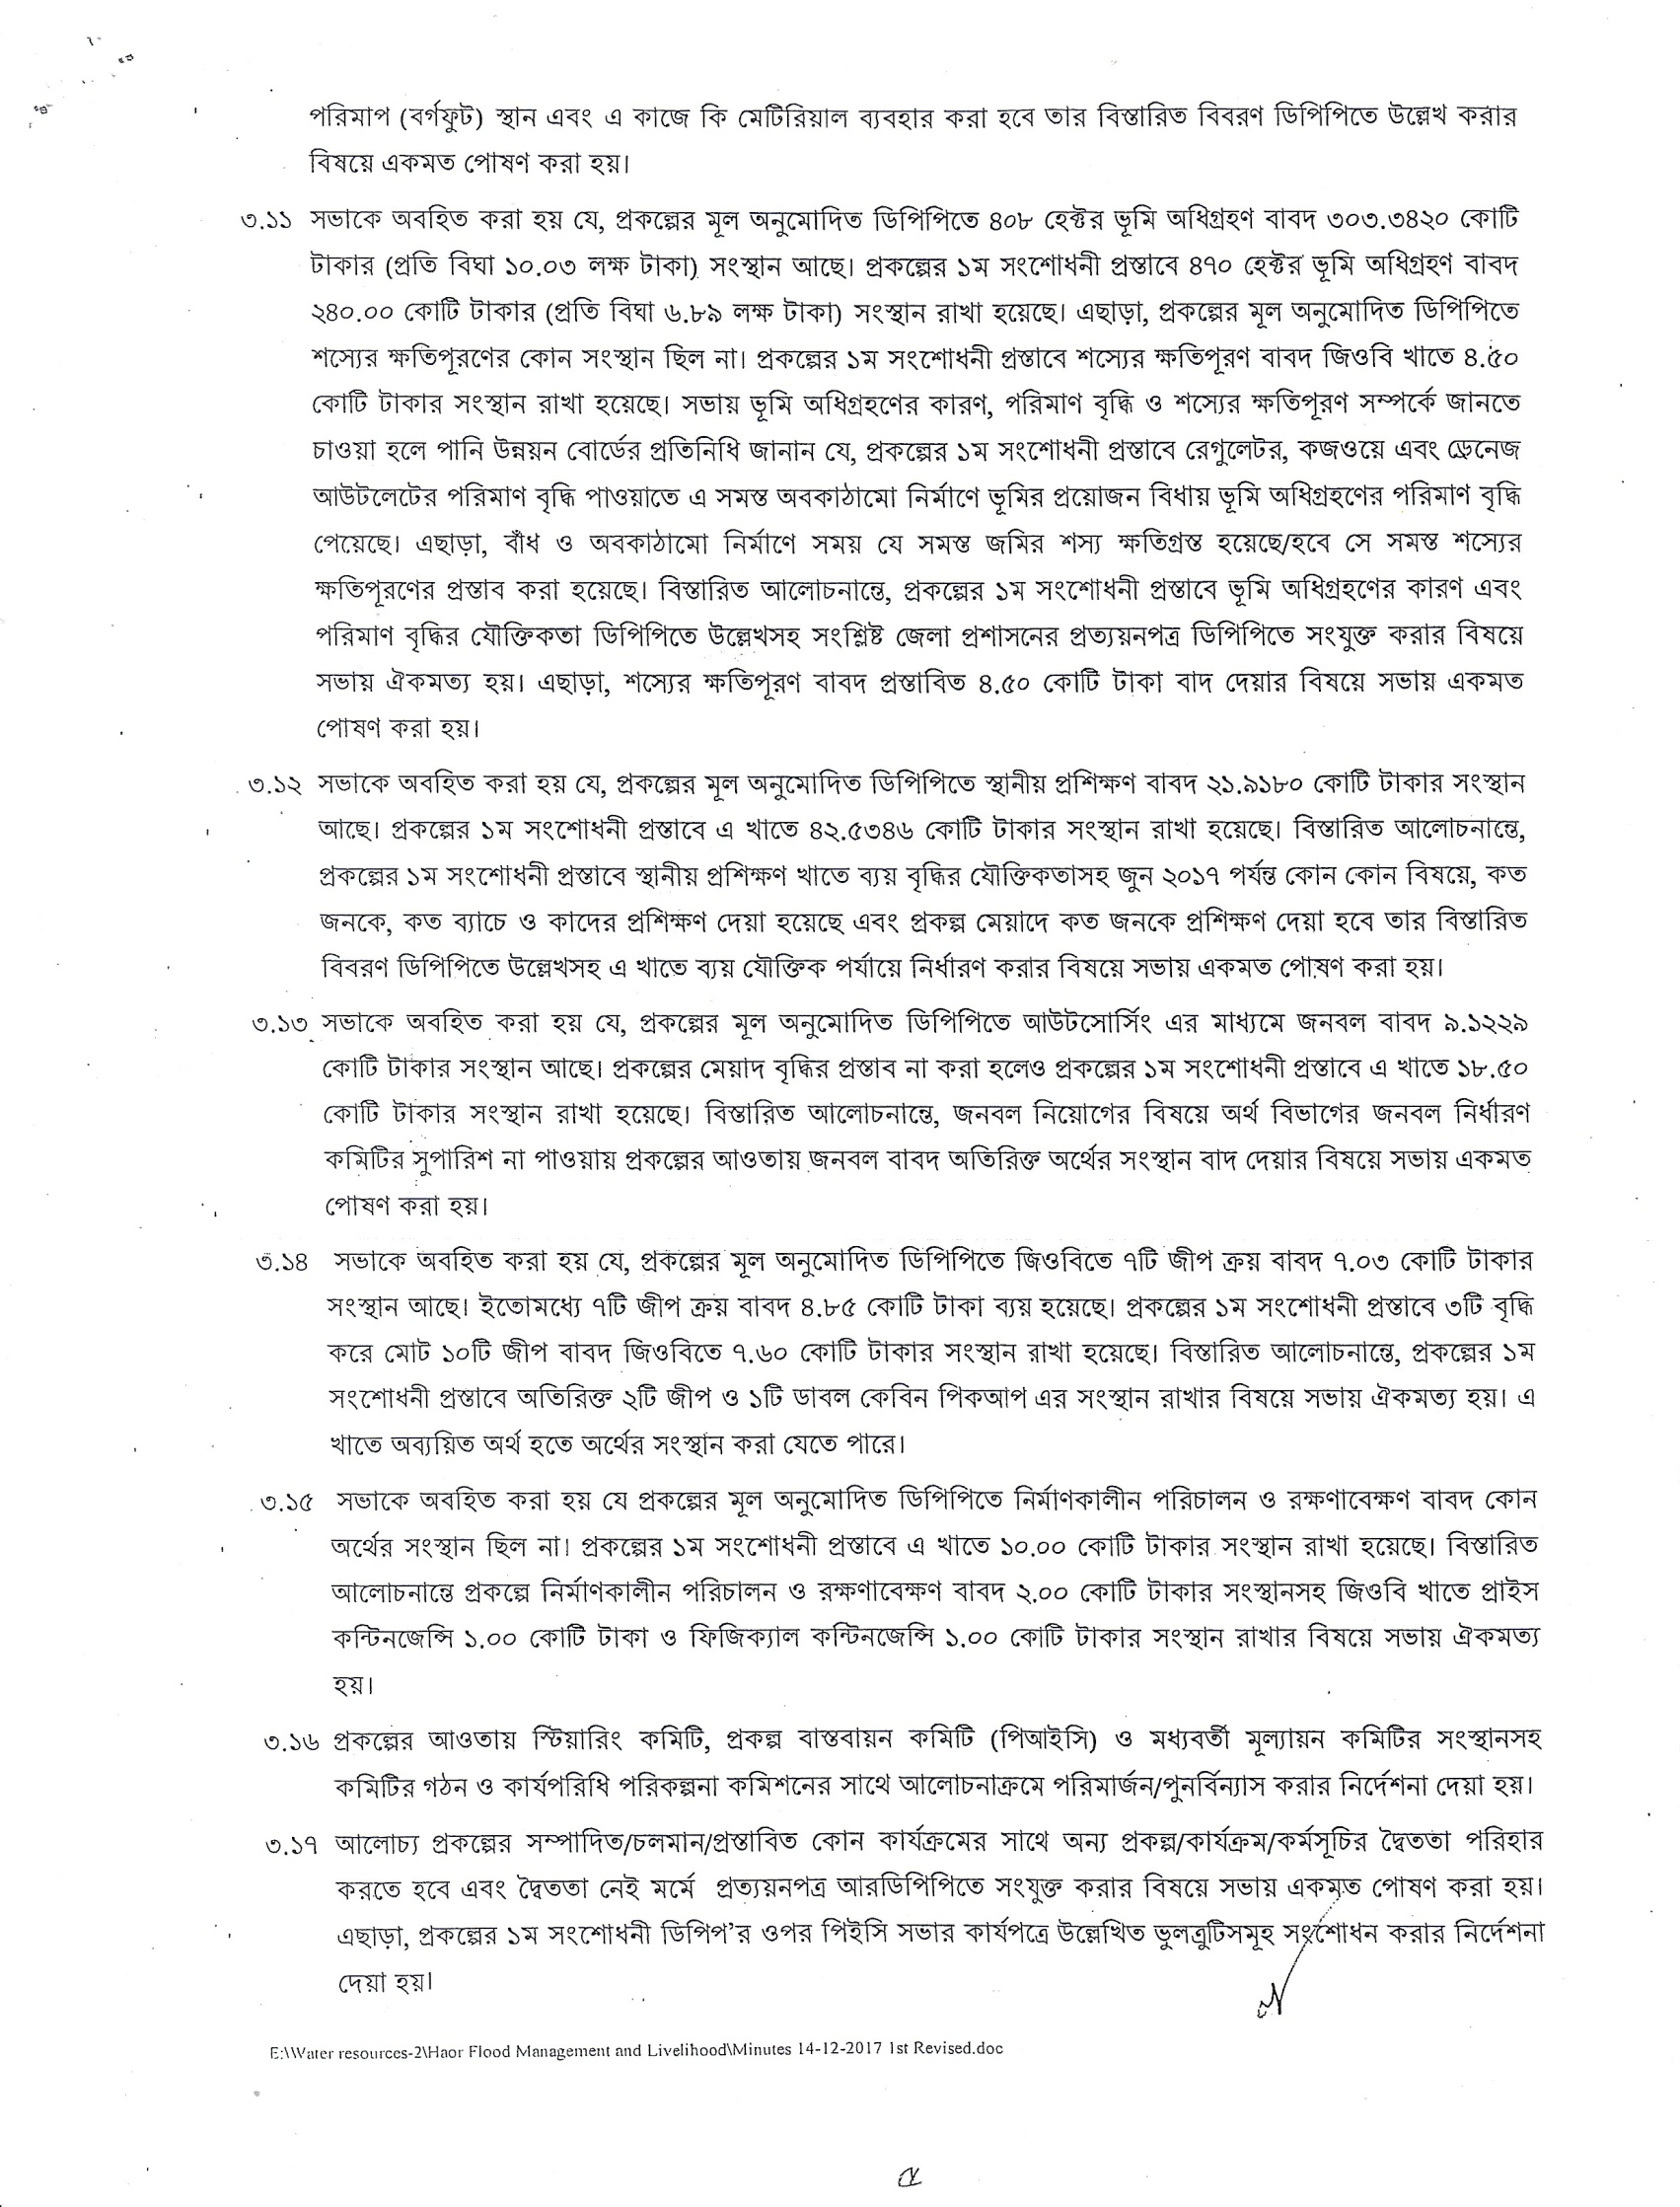 পরিমাপ (বর্গফুট) স্থান এবং এ কাজে কি মেটিরিয়াল ব্যবহার করা হবে তার বিস্তারিত বিবরণ ডিপিপিতে উল্লেখ করার
বিষয়ে একমত পোষণ করা হয়।
৩.১১ সভাকে অবহিত করা হয় যে, প্রকল্পের মূল অনুমোদিত ডিপিপিতে ৪০৮ হেক্টর ভূমি অধিগ্রহণ বাবদ ৩০৩.৩৪২০ কোটি
টাকার (প্রতি বিঘা ১০.০৩ লক্ষ টাকা) সংস্থান আছে। প্রকল্পের ১ম সংশোধনী প্রস্তাবে ৪৭০ হেক্টর ভূমি অধিগ্রহণ বাবদ
২৪০.০০ কোটি টাকার (প্রতি বিঘা ৬.৮৯ লক্ষ টাকা) সংস্থান রাখা হয়েছে। এছাড়া, প্রকল্পের মূল অনুমোদিত ডিপিপিতে
শস্যের ক্ষতিপূরণের কোন সংস্থান ছিল না। প্রকল্পের ১ম সংশোধনী প্রস্তাবে শস্যের ক্ষতিপূরণ বাবদ জিওবি খাতে ৪.৫০
কোটি টাকার সংস্থান রাখা হয়েছে। সভায় ভূমি অধিগ্রহণের কারণ, পরিমাণ বৃদ্ধি ও শস্যের ক্ষতিপূরণ সম্পর্কে জানতে
চাওয়া হলে পানি উন্নয়ন বোর্ডের প্রতিনিধি জানান যে, প্রকল্পের ১ম সংশোধনী প্রস্তাবে রেগুলেটর, কজওয়ে এবং ড্রেনেজ
আউটলেটের পরিমাণ বৃদ্ধি পাওয়াতে এ সমস্ত অবকাঠামো নির্মাণে ভূমির প্রয়োজন বিধায় ভূমি অধিগ্রহণের পরিমাণ বৃদ্ধি
পেয়েছে। এছাড়া, বাঁধ ও অবকাঠামো নির্মাণে সময় যে সমস্ত জমির শস্য ক্ষতিগ্রস্ত হয়েছে/হবে সে সমস্ত শস্যের
ক্ষতিপূরণের প্রস্তাব করা হয়েছে। বিস্তারিত আলোচনান্তে, প্রকল্পের ১ম সংশোধনী প্রস্তাবে ভূমি অধিগ্রহণের কারণ এবং
পরিমাণ বৃদ্ধির যৌক্তিকতা ডিপিপিতে উল্লেখসহ সংশ্লিষ্ট জেলা প্রশাসনের প্রত্যয়নপত্র ডিপিপিতে সংযুক্ত করার বিষয়ে
সভায় ঐকমত্য হয়। এছাড়া, শস্যের ক্ষতিপূরণ বাবদ প্রস্তাবিত ৪.৫০ কোটি টাকা বাদ দেয়ার বিষয়ে সভায় একমত
পোষণ করা হয়।
৩.১২ সভাকে অবহিত করা হয় যে, প্রকল্পের মূল অনুমোদিত ডিপিপিতে স্থানীয় প্রশিক্ষণ বাবদ ২১.৯১৮০ কোটি টাকার সংস্থান
আছে। প্রকল্পের ১ম সংশোধনী প্রস্তাবে এ খাতে ৪২.৫৩৪৬ কোটি টাকার সংস্থান রাখা হয়েছে। বিস্তারিত আলোচনান্তে,
প্রকল্পের ১ম সংশোধনী প্রস্তাবে স্থানীয় প্রশিক্ষণ খাতে ব্যয় বৃদ্ধির যৌক্তিকতাসহ জুন ২০১৭ পর্যন্ত কোন কোন বিষয়ে, কত
জনকে, কত ব্যাচে ও কাদের প্রশিক্ষণ দেয়া হয়েছে এবং প্রকল্প মেয়াদে কত জনকে প্রশিক্ষণ দেয়া হবে তার বিস্তারিত
বিবরণ ডিপিপিতে উল্লেখসহ এ খাতে ব্যয় যৌক্তিক পর্যায়ে নির্ধারণ করার বিষয়ে সভায় একমত পোষণ করা হয়।
৩.১৩ সভাকে অবহিত করা হয় যে, প্রকল্পের মূল অনুমোদিত ডিপিপিতে আউটসোর্সিং এর মাধ্যমে জনবল বাবদ ৯.১২২৯
কোটি টাকার সংস্থান আছে। প্রকল্পের মেয়াদ বৃদ্ধির প্রস্তাব না করা হলেও প্রকল্পের ১ম সংশোধনী প্রস্তাবে এ খাতে ১৮.৫০
কোটি টাকার সংস্থান রাখা হয়েছে। বিস্তারিত আলোচনান্তে, জনবল নিয়োগের বিষয়ে অর্থ বিভাগের জনবল নির্ধারণ
কমিটির সুপারিশ না পাওয়ায় প্রকল্পের আওতায় জনবল বাবদ অতিরিক্ত অর্থের সংস্থান বাদ দেয়ার বিষয়ে সভায় একমত
পোষণ করা হয়।
৩.১৪ সভাকে অবহিত করা হয় যে, প্রকল্পের মূল অনুমোদিত ডিপিপিতে জিওবিতে ৭টি জীপ ক্রয় বাবদ ৭.০৩ কোটি টাকার
সংস্থান আছে। ইতোমধ্যে ৭টি জীপ ক্রয় বাবদ ৪.৮৫ কোটি টাকা ব্যয় হয়েছে। প্রকল্পের ১ম সংশোধনী প্রস্তাবে ৩টি বৃদ্ধি
করে মোট ১০টি জীপ বাবদ জিওবিতে ৭.৬০ কোটি টাকার সংস্থান রাখা হয়েছে। বিস্তারিত আলোচনান্তে, প্রকল্পের ১ম
সংশোধনী প্রস্তাবে অতিরিক্ত ২টি জীপ ও ১টি ডাবল কেবিন পিকআপ এর সংস্থান রাখার বিষয়ে সভায় ঐকমত্য হয়। এ
খাতে অব্যয়িত অর্থ হতে অর্থের সংস্থান করা যেতে পারে।
৩.১৫ সভাকে অবহিত করা হয় যে প্রকল্পের মূল অনুমোদিত ডিপিপিতে নির্মাণকালীন পরিচালন ও রক্ষণাবেক্ষণ বাবদ কোন
অর্থের সংস্থান ছিল না। প্রকল্পের ১ম সংশোধনী প্রস্তাবে এ খাতে ১০.০০ কোটি টাকার সংস্থান রাখা হয়েছে। বিস্তারিত
আলোচনান্তে প্রকল্পে নির্মাণকালীন পরিচালন ও রক্ষণাবেক্ষণ বাবদ ২.০০ কোটি টাকার সংস্থানসহ জিওবি খাতে প্রাইস
কন্টিনজেন্সি ১.০০ কোটি টাকা ও ফিজিক্যাল কন্টিনজেন্সি ১.০০ কোটি টাকার সংস্থান রাখার বিষয়ে সভায় ঐকমত্য
হয়।
৩.১৬ প্রকল্পের আওতায় স্টিয়ারিং কমিটি, প্রকল্প বাস্তবায়ন কমিটি (পিআইসি) ও মধ্যবর্তী মূল্যায়ন কমিটির সংস্থানসহ
কমিটির গঠন ও কার্যপরিধি পরিকল্পনা কমিশনের সাথে আলোচনাক্রমে পরিমার্জন/পুনর্বিন্যাস করার নির্দেশনা দেয়া হয়।
৩.১৭ আলোচ্য প্রকল্পের সম্পাদিত/চলমান/প্রস্তাবিত কোন কার্যক্রমের সাথে অন্য প্রকল্প/কার্যক্রম/কর্মসূচির দ্বৈততা পরিহার
করতে হবে এবং দ্বৈততা নেই মর্মে প্রত্যয়নপত্র আরডিপিপিতে সংযুক্ত করার বিষয়ে সভায় একমত পোষণ করা হয়।
এছাড়া, প্রকল্পের ১ম সংশোধনী ডিপিপ'র ওপর পিইসি সভার কার্যপত্রে উল্লেখিত ভুলত্রুটিসমূহ সংশোধন করার নির্দেশনা
দেয়া হয়।
E:\Water resources-2\Haor Flood Management and Livelihood\Minutes 14-12-2017 1st Revised.doc